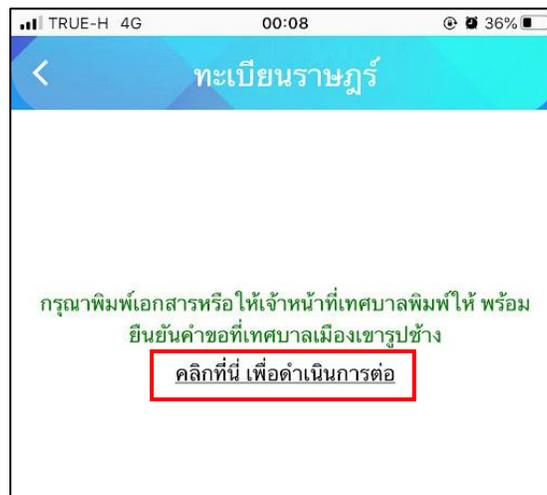 TRUE-H 4G 00:08 36%
ทะเบียนราษฎร์
กรุณาพิมพ์เอกสารหรือให้เจ้าหน้าที่เทศบาลพิมพ์ให้ พร้อม
ยืนยันคำขอที่เทศบาลเมืองเขารูปช้าง
คลิกที่นี่ เพื่อดำเนินการต่อ